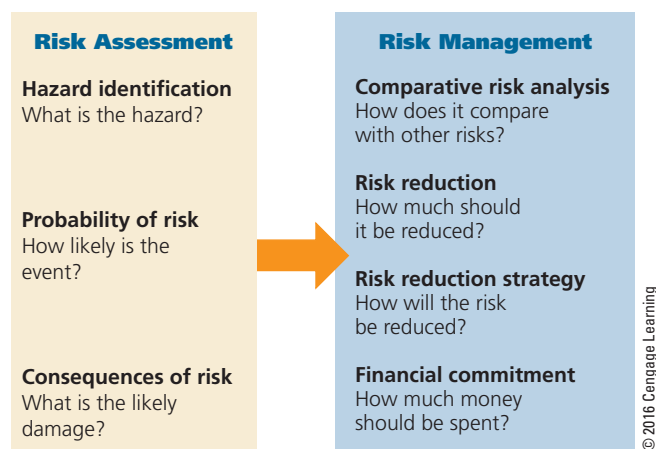 Risk Assessment
Hazard identification
What is the hazard?
Probability of risk
How likely is the
event?
Consequences of risk
What is the likely
damage?
Risk Management
Comparative risk analysis
How does it compare
with other risks?
Risk reduction
How much should
it be reduced?
Risk reduction strategy
How will the risk
be reduced?
Financial commitment
How much money
should be spent?
© 2016 Cengage Learning